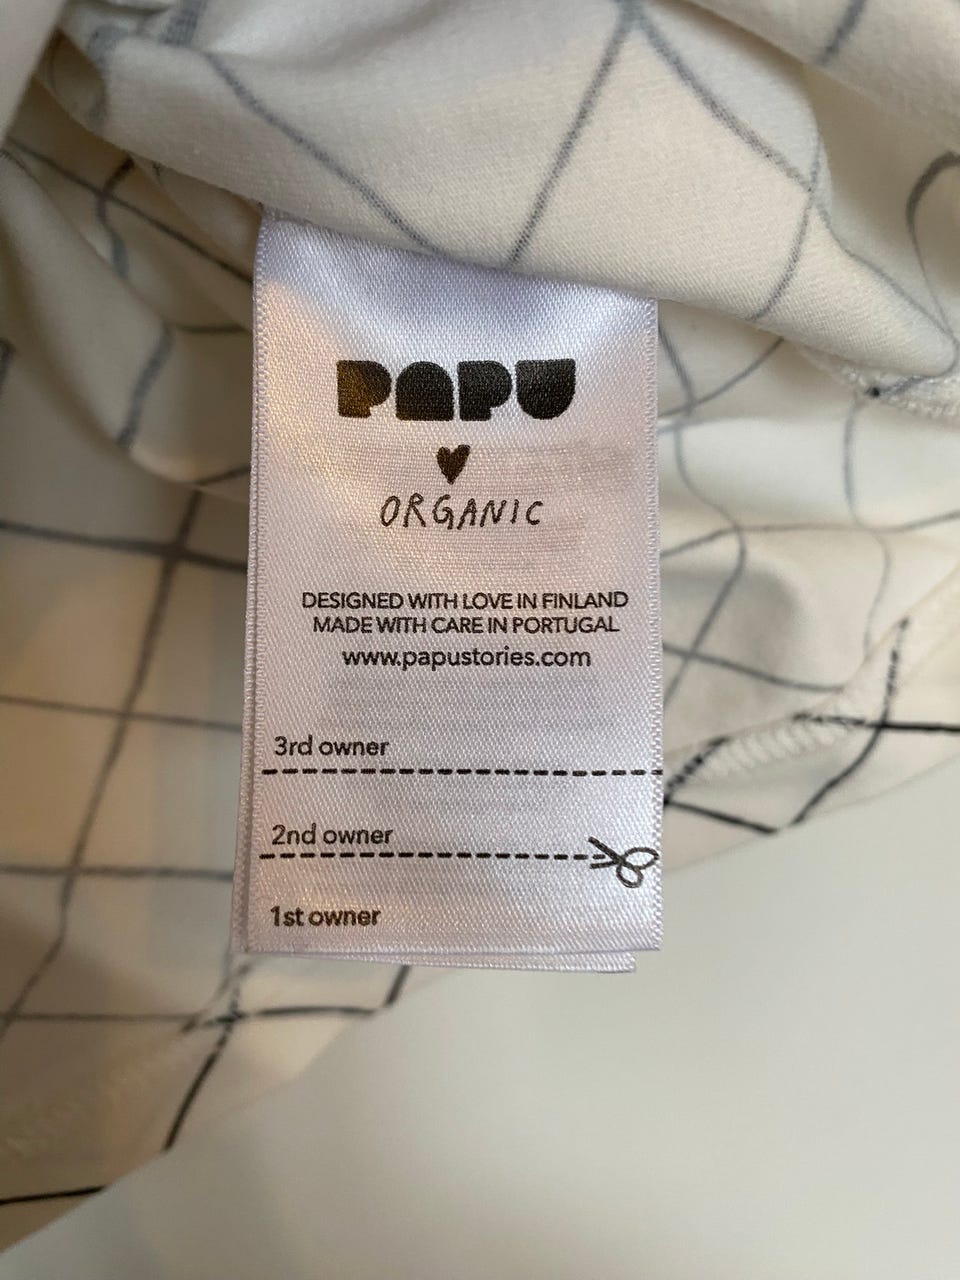 PAPU
ORGANIC
DESIGNED WITH LOVE IN FINLAND
MADE WITH CARE IN PORTUGAL
www.papustories.com
3rd owner
2nd owner
1st owner